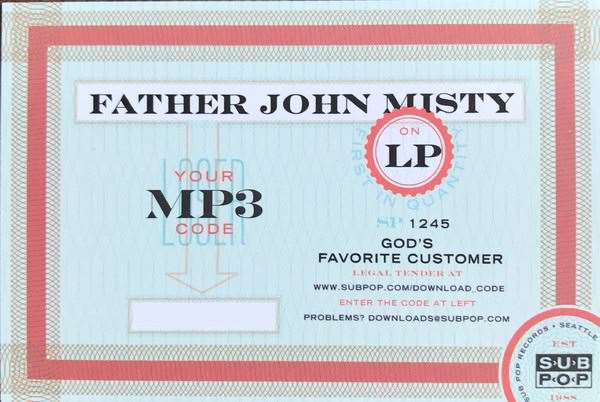 FATHER JOHN MISTY
ON
LP
FIRST IN QUANTITY
LOSER
YOUR
MP3
CODE
SP 1245
GOD'S
FAVORITE CUSTOMER
LEGAL TENDER AT
WWW.SUBPOP.COM/DOWNLOAD_CODE
ENTER THE CODE AT LEFT
PROBLEMS? DOWNLOADS@SUBPOP.COM
SUB POP RECORDS • SEATTLE
EST
SUB
POP
1988